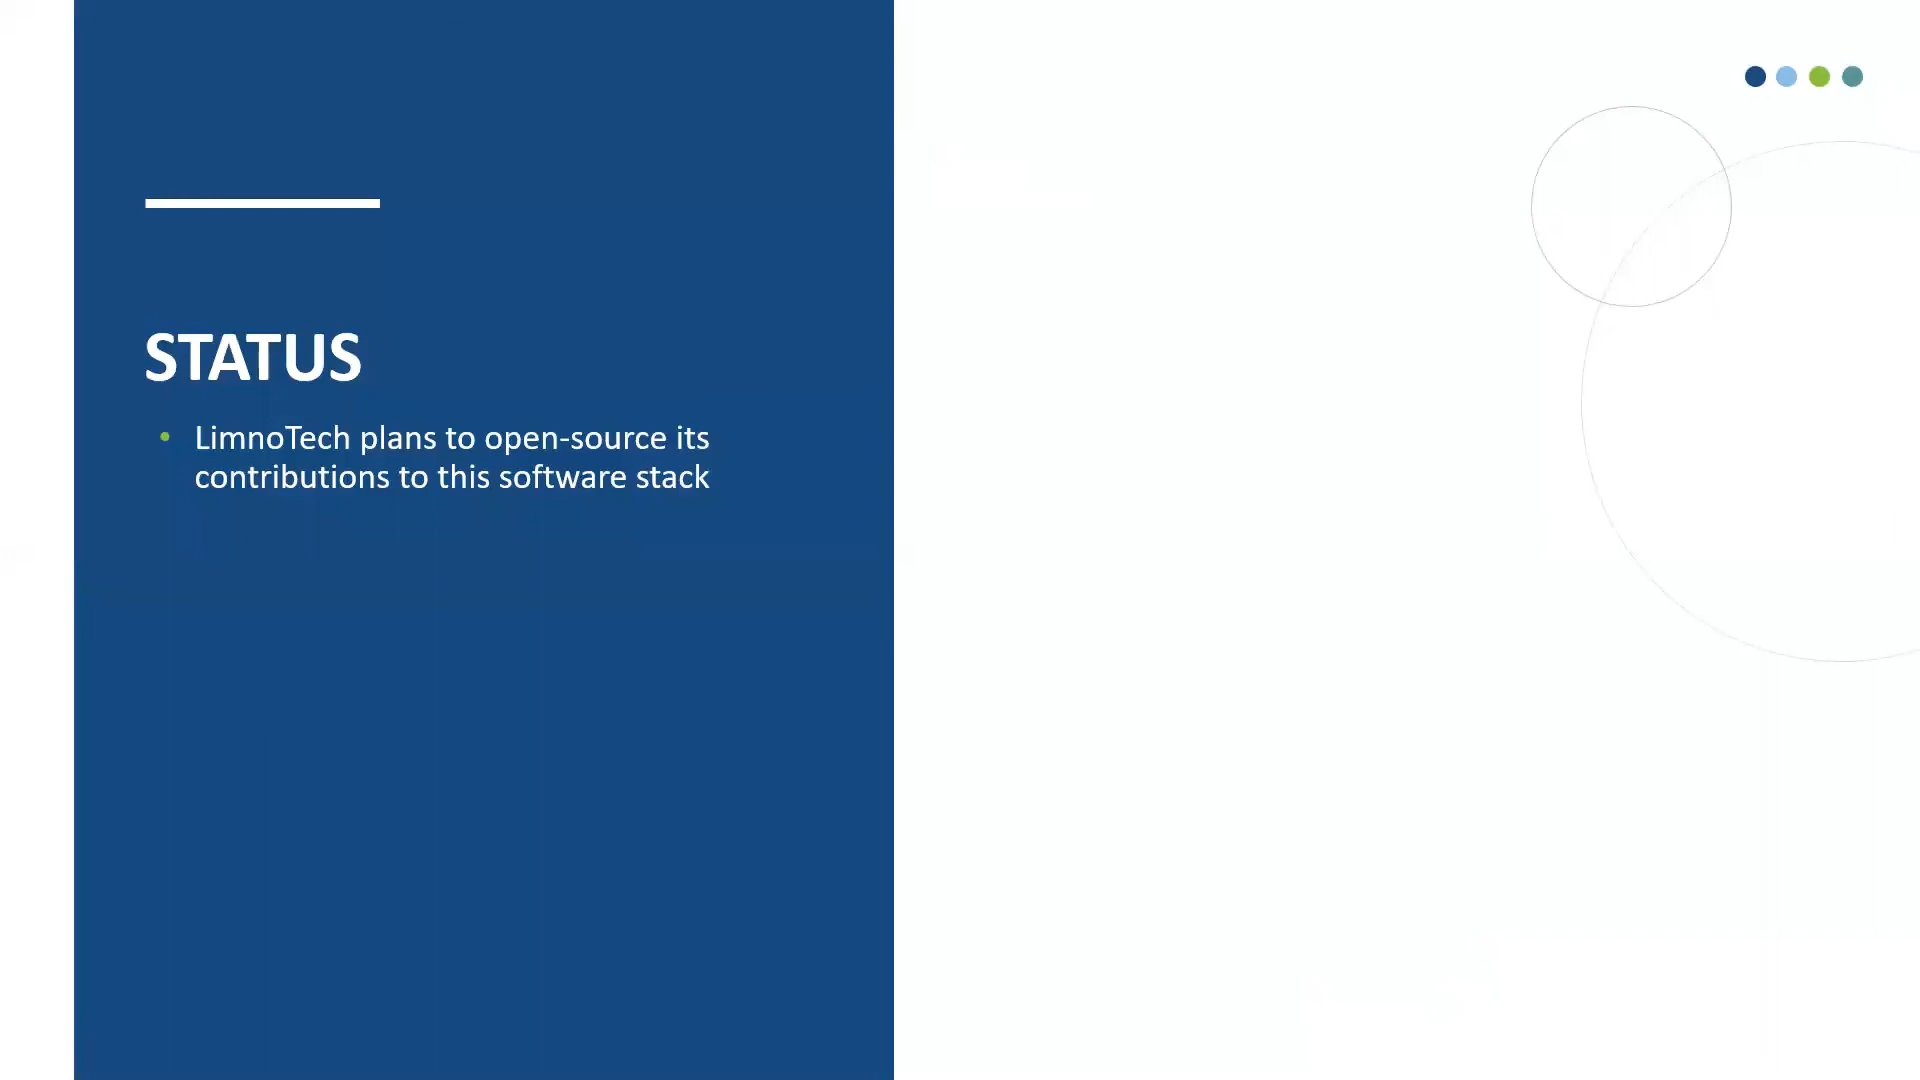 STATUS
• LimnoTech plans to open-source its
contributions to this software stack